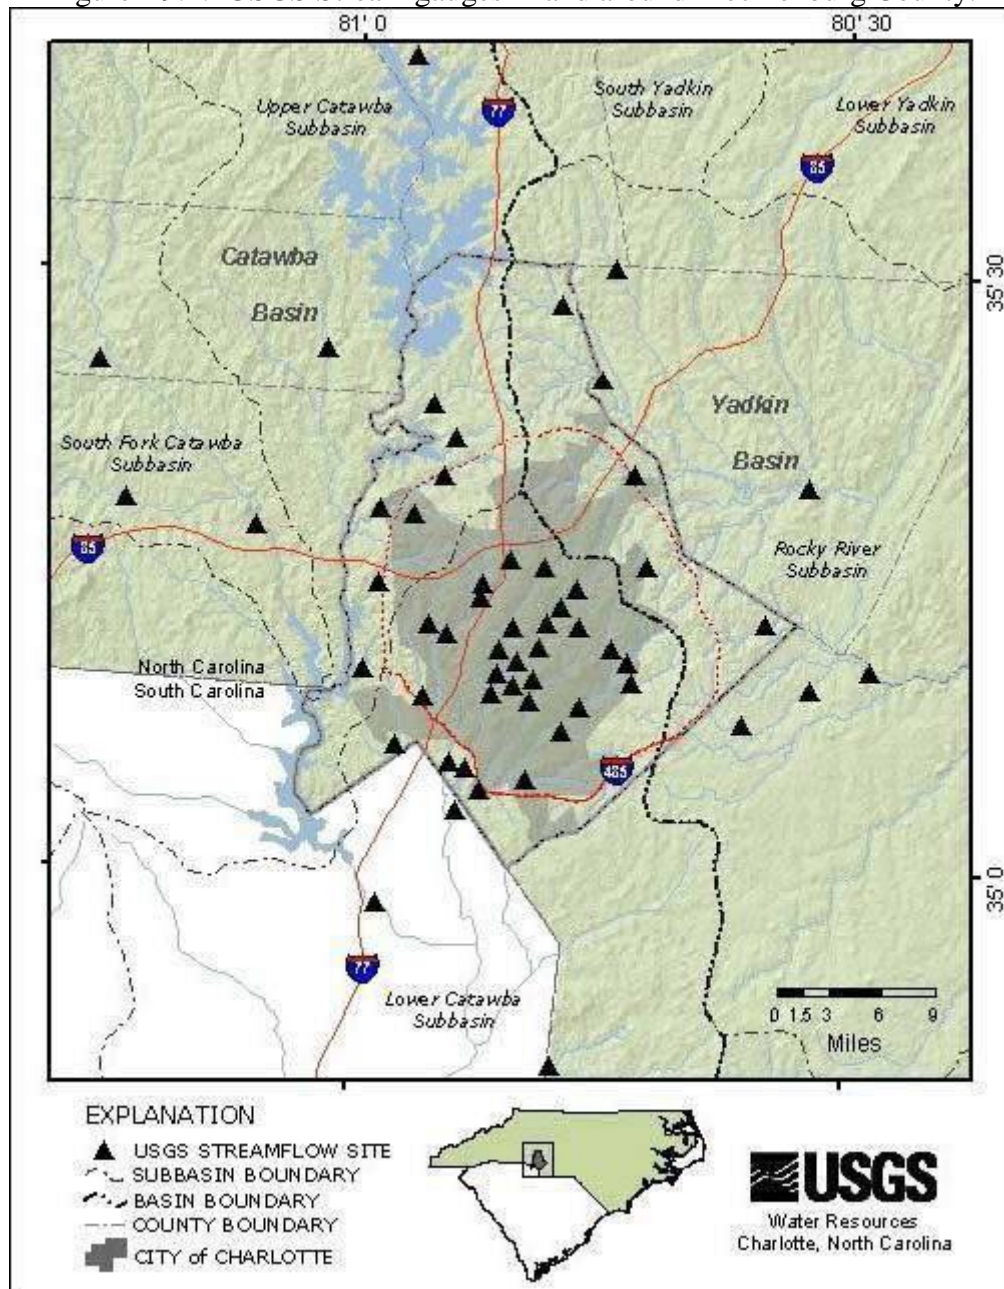 81° 0
80° 30
77
South Yadkin
Subbasin
Upper Catawba
Subbasin
Lower Yadkin
Subbasin
85
Catawba
Basin
35° 30
Yadkin
Basin
South Fork Catawba
Subbasin
85
Rocky River
Subbasin
North Carolina
South Carolina
485
35° 0
77
Lower Catawba
Subbasin
0 1.5 3 6 9
Miles
EXPLANATION
USGS STREAMFLOW SITE
SUBBASIN BOUNDARY
BASIN BOUNDARY
COUNTY BOUNDARY
CITY of CHARLOTTE
USGS
Water Resources
Charlotte, North Carolina